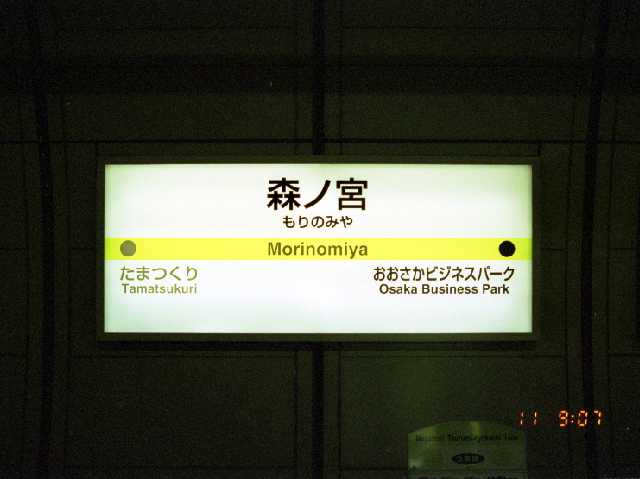 森ノ宮
もりのみや
Morinomiya
たまつくり
Tamatsukuri
おおさかビジネスパーク
Osaka Business Park
11 9:07